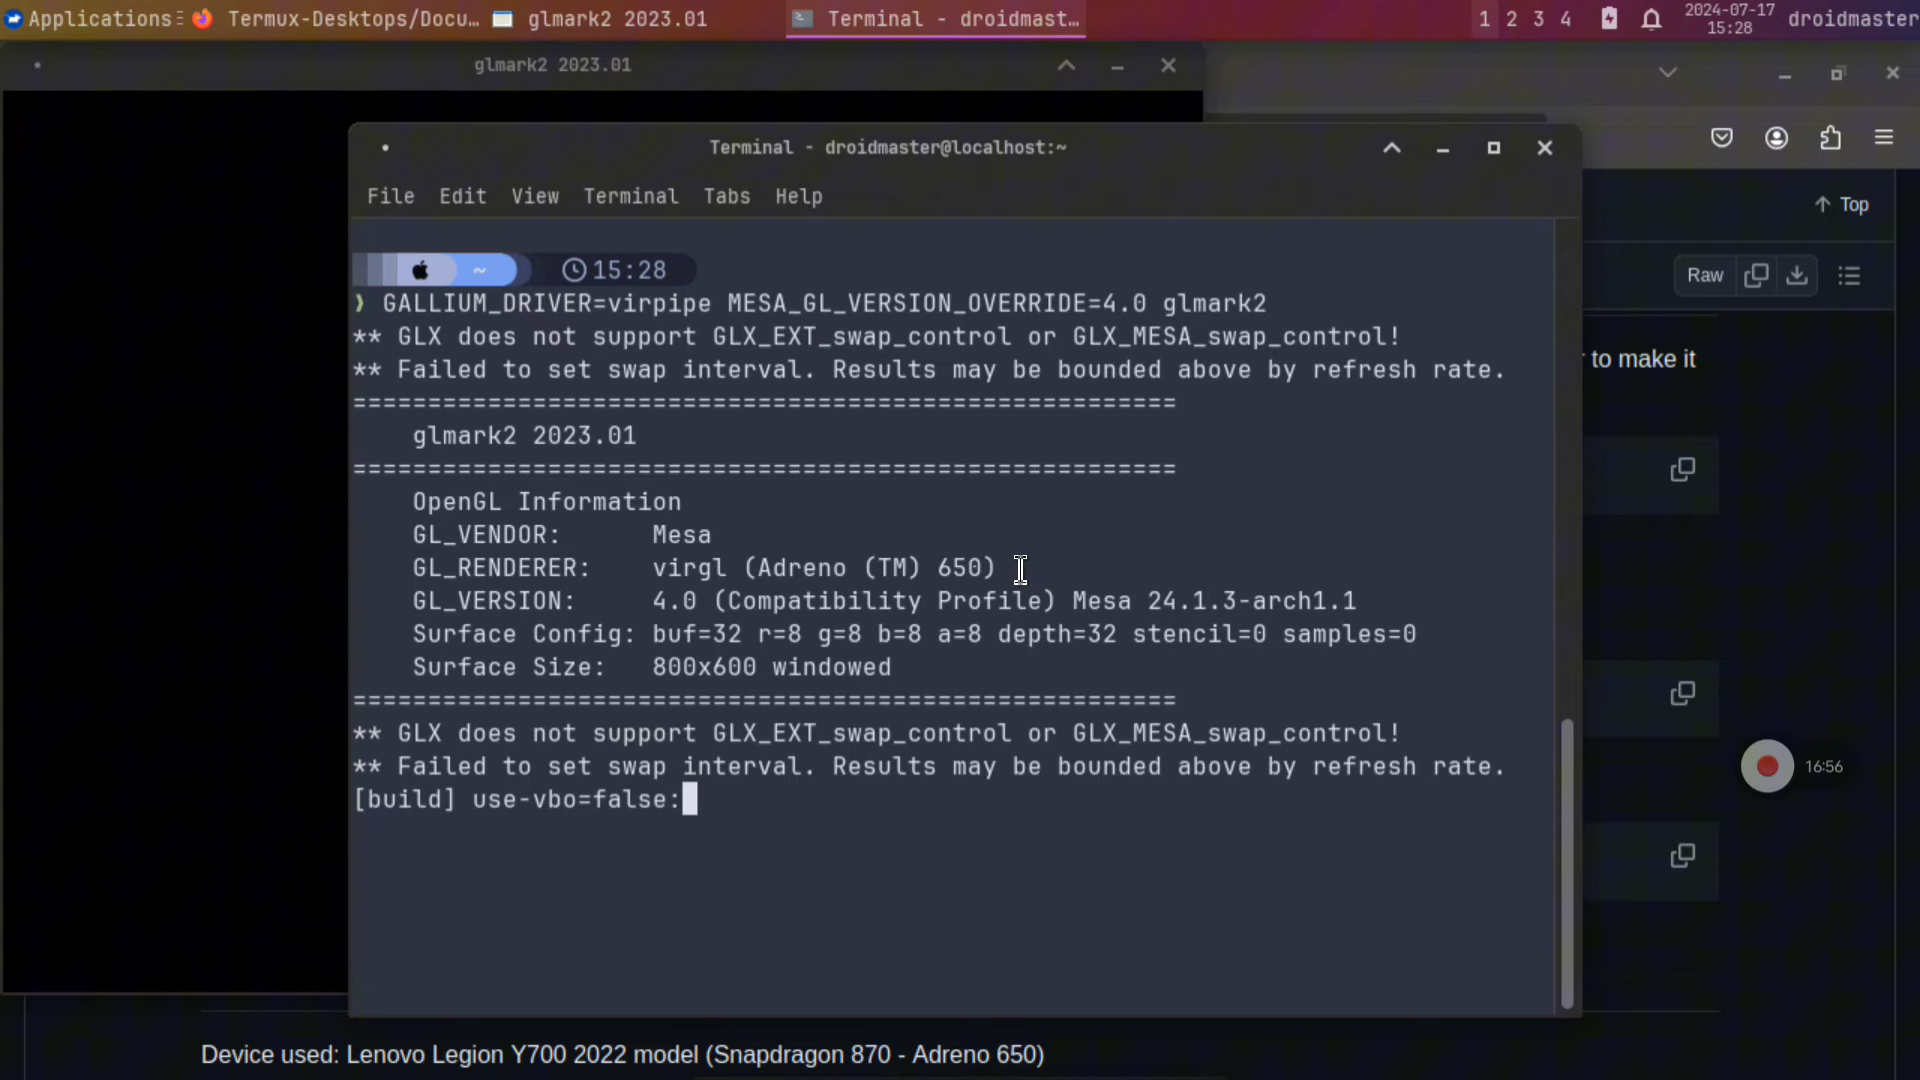 Applications
Termux-Desktops/Docu…
glmark2 2023.01
Terminal - droidmast…
1 2 3 4
2024-07-17
15:28
droidmaster
glmark2 2023.01
Terminal - droidmaster@localhost:~
File Edit View Terminal Tabs Help
Top
Raw
~ 15:28
❯ GALLIUM_DRIVER=virpipe MESA_GL_VERSION_OVERRIDE=4.0 glmark2
** GLX does not support GLX_EXT_swap_control or GLX_MESA_swap_control!
** Failed to set swap interval. Results may be bounded above by refresh rate.
=======================================================
glmark2 2023.01
=======================================================
OpenGL Information
GL_VENDOR: Mesa
GL_RENDERER: virgl (Adreno (TM) 650)
GL_VERSION: 4.0 (Compatibility Profile) Mesa 24.1.3-arch1.1
Surface Config: buf=32 r=8 g=8 b=8 a=8 depth=32 stencil=0 samples=0
Surface Size: 800x600 windowed
=======================================================
** GLX does not support GLX_EXT_swap_control or GLX_MESA_swap_control!
** Failed to set swap interval. Results may be bounded above by refresh rate.
[build] use-vbo=false:
to make it
16:56
Device used: Lenovo Legion Y700 2022 model (Snapdragon 870 - Adreno 650)